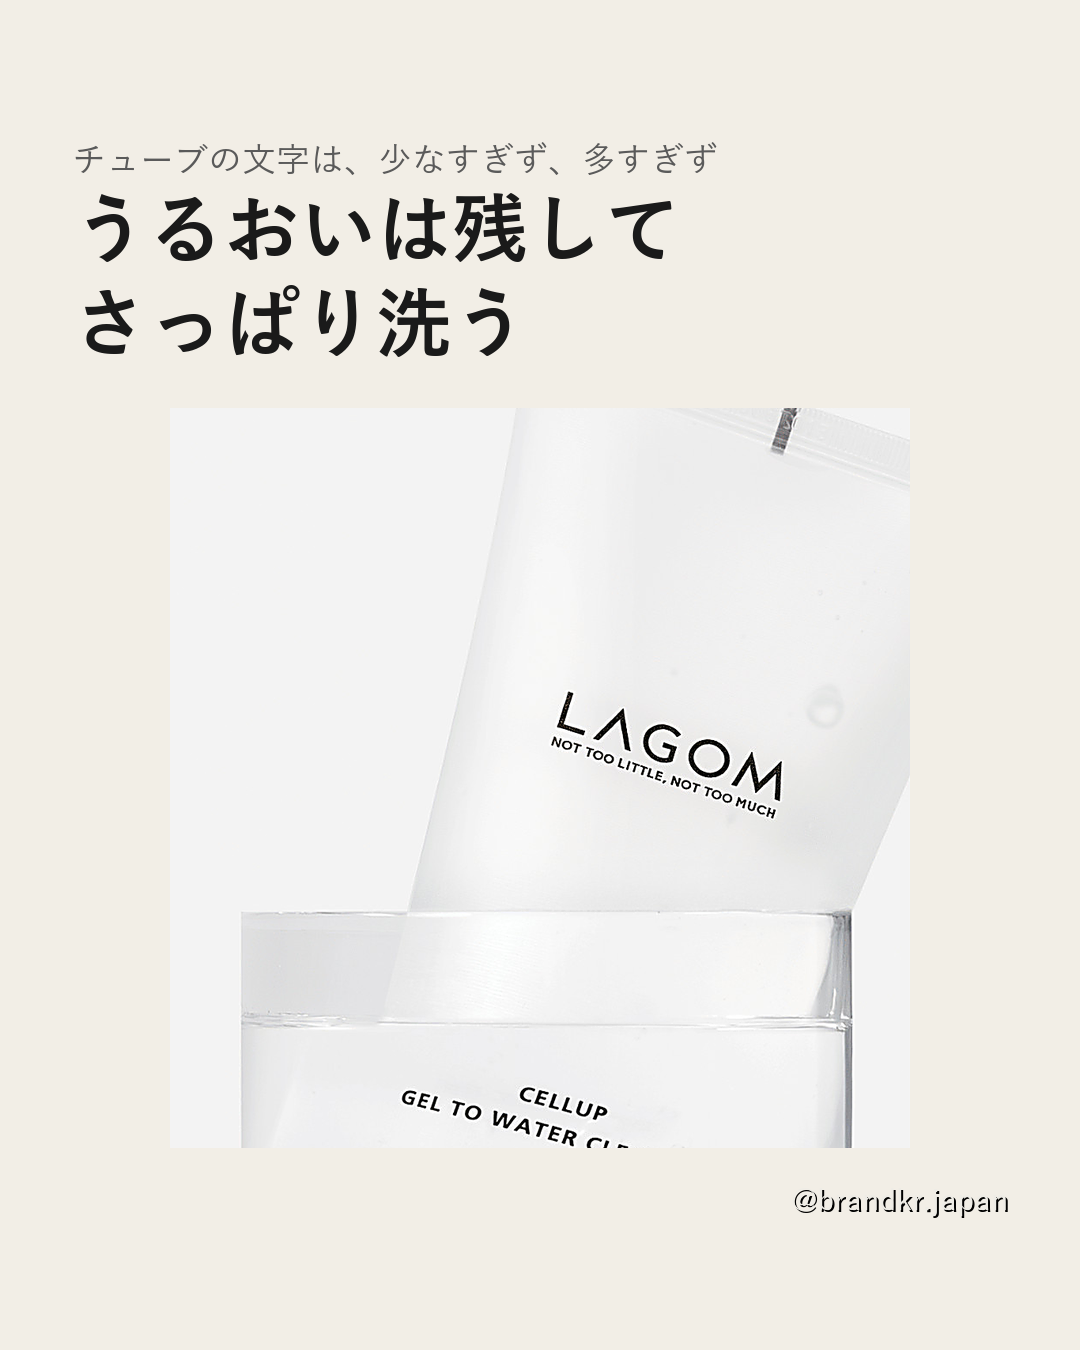 チューブの文字は、少なすぎず、多すぎず
うるおいは残して
さっぱり洗う
LAGOM
NOT TOO LITTLE, NOT TOO MUCH
CELLUP
GEL TO WATER
@brandkr.japan